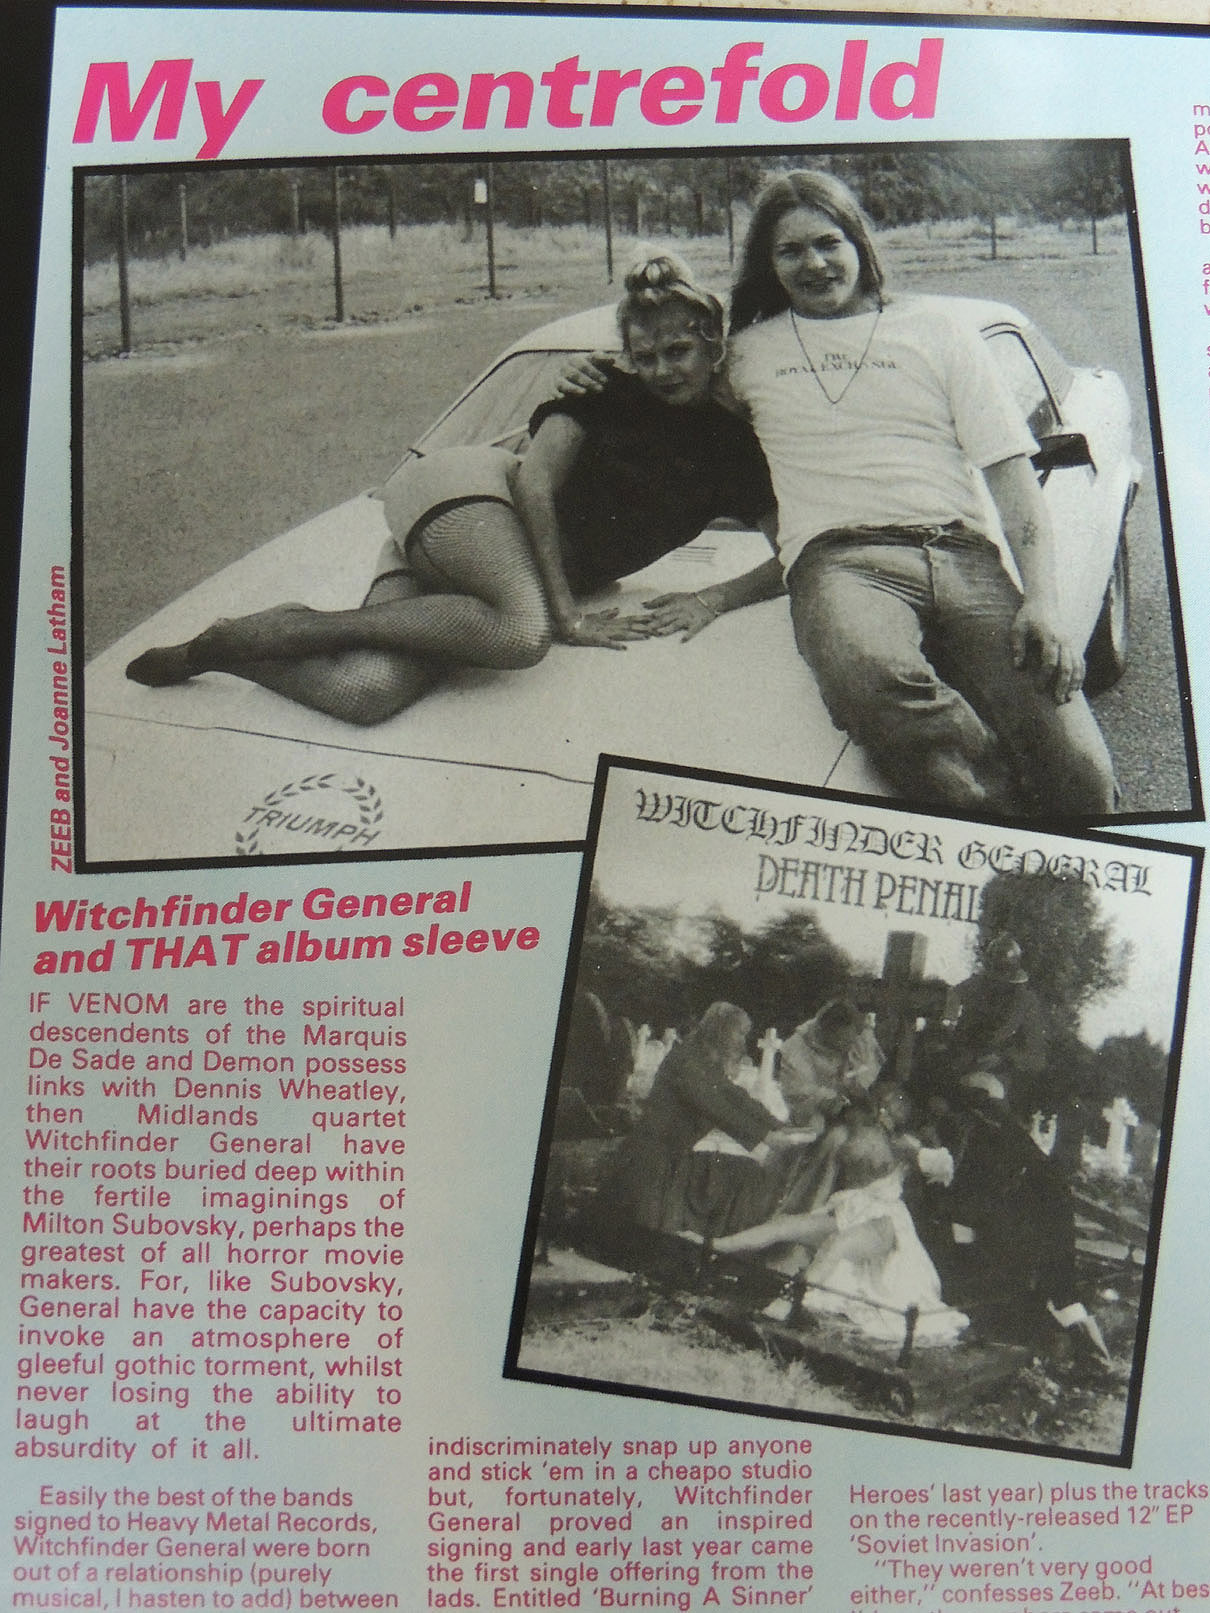 My centrefold
THE
ROYAL EXCHANGE
TRIUMPH
ZEEB and Joanne Latham
WITCHFINDER GENERAL
DEATH PENAL
Witchfinder General
and THAT album sleeve
IF VENOM are the spiritual
descendents of the Marquis
De Sade and Demon possess
links with Dennis Wheatley,
then Midlands quartet
Witchfinder General have
their roots buried deep within
the fertile imaginings of
Milton Subovsky, perhaps the
greatest of all horror movie
makers. For, like Subovsky,
General have the capacity to
invoke an atmosphere of
gleeful gothic torment, whilst
never losing the ability to
laugh at the ultimate
absurdity of it all.
Easily the best of the bands
signed to Heavy Metal Records,
Witchfinder General were born
out of a relationship (purely
musical, I hasten to add) between
indiscriminately snap up anyone
and stick 'em in a cheapo studio
but, fortunately, Witchfinder
General proved an inspired
signing and early last year came
the first single offering from the
lads. Entitled 'Burning A Sinner'
Heroes' last year) plus the tracks
on the recently-released 12" EP
'Soviet Invasion'.
"They weren't very good
either," confesses Zeeb. "At bes